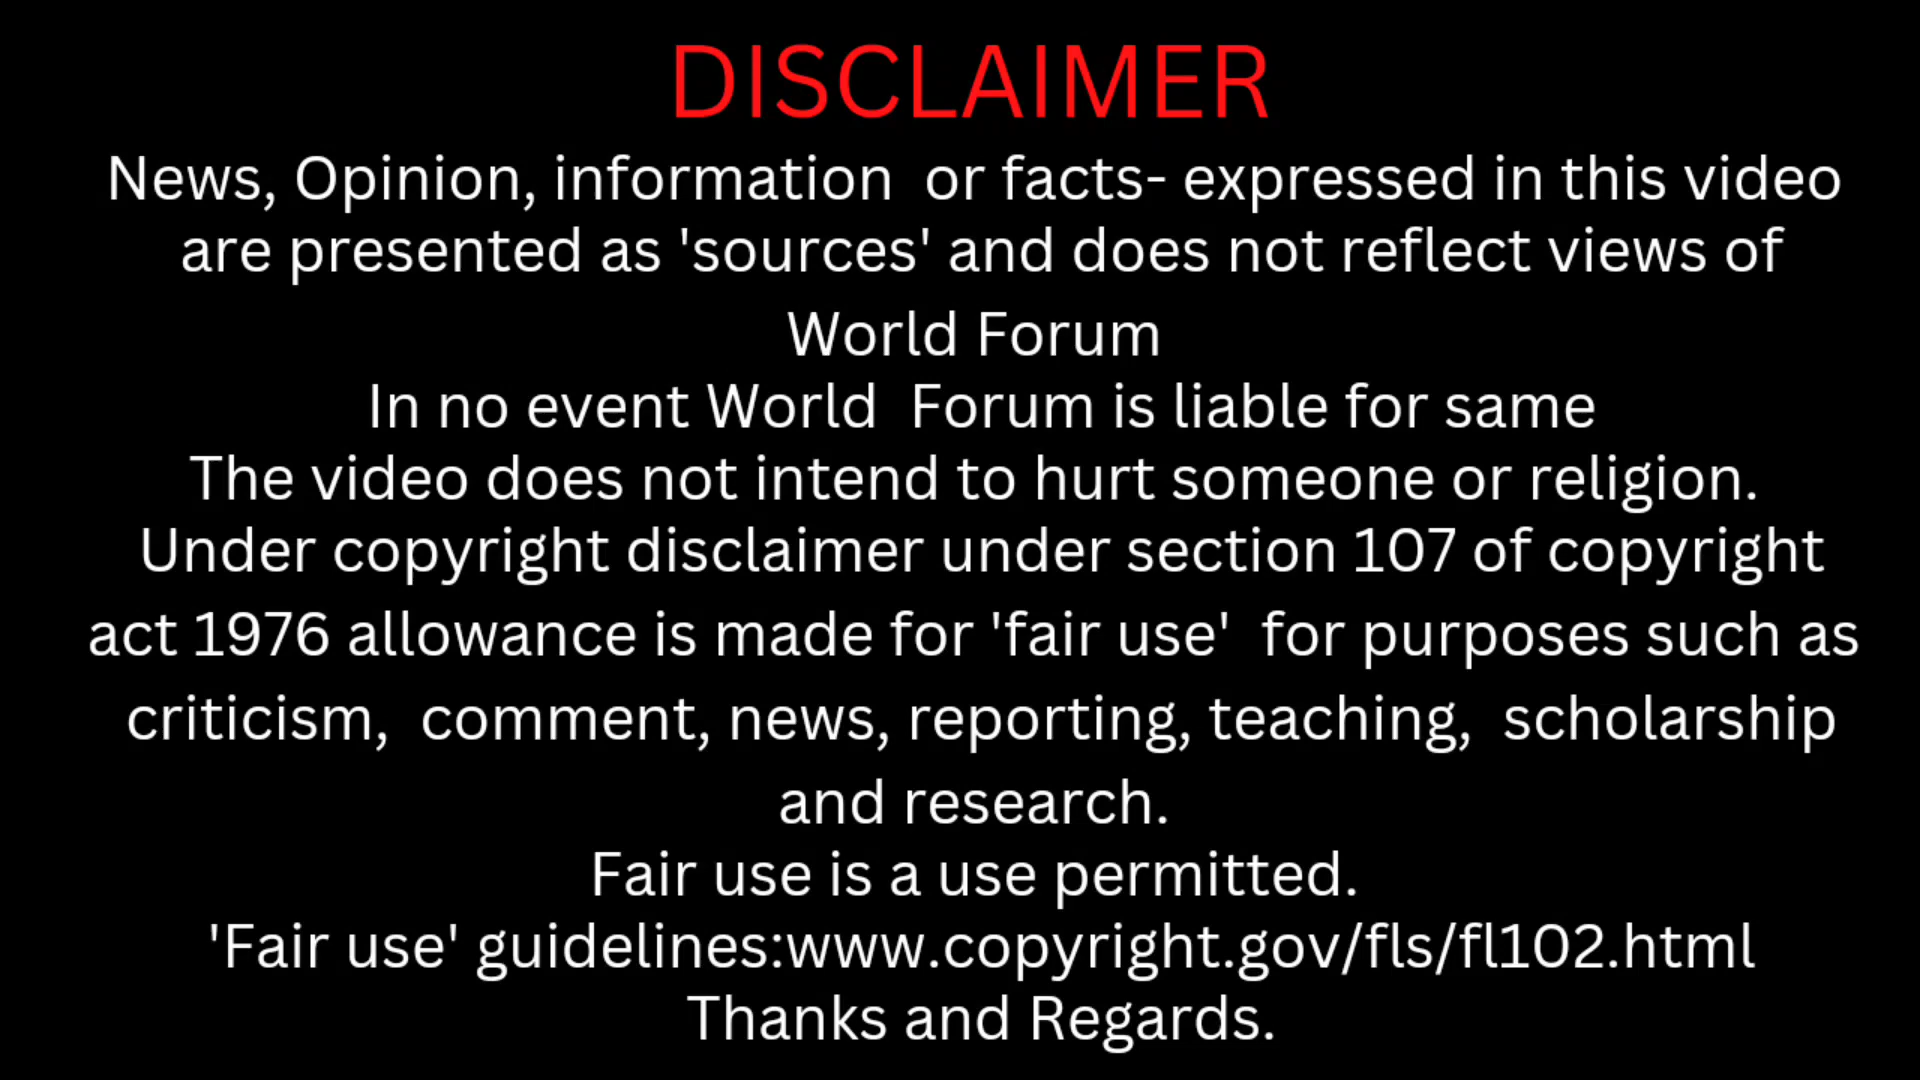 DISCLAIMER
News, Opinion, information  or facts- expressed in this video
are presented as 'sources' and does not reflect views of
World Forum
In no event World  Forum is liable for same
The video does not intend to hurt someone or religion.
Under copyright disclaimer under section 107 of copyright
act 1976 allowance is made for 'fair use'  for purposes such as
criticism,  comment, news, reporting, teaching,  scholarship
and research.
Fair use is a use permitted.
'Fair use' guidelines:www.copyright.gov/fls/fl102.html
Thanks and Regards.